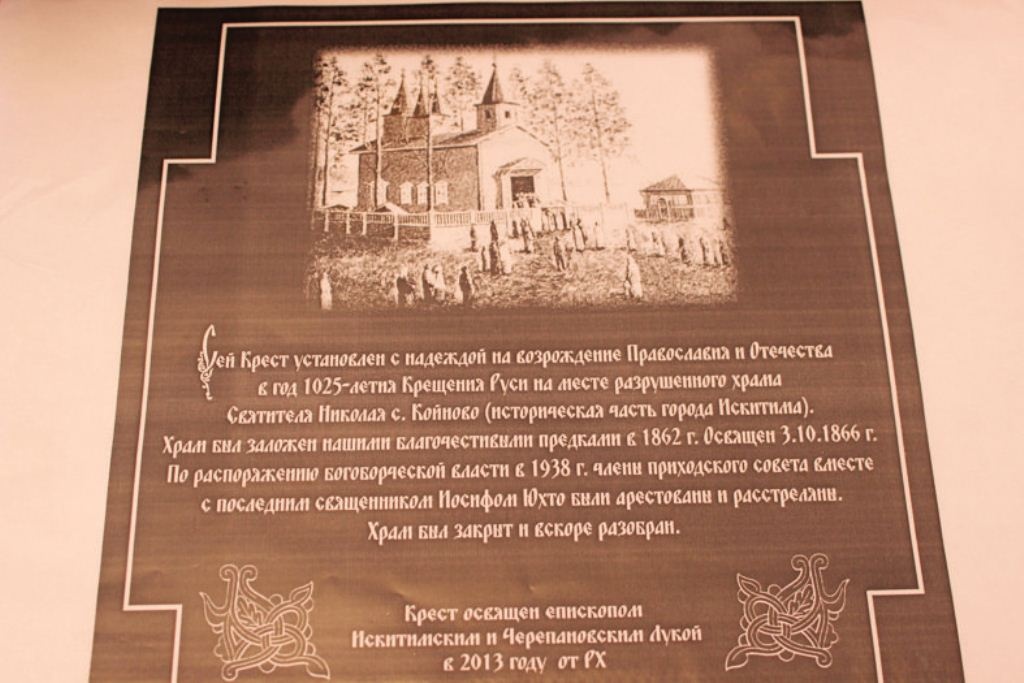 Сей Крест установлен с надеждой на возрождение Православия и Отечества
в год 1025-летия Крещения Руси на месте разрушенного храма
Святителя Николая с. Койново (историческая часть города Искитима).
Храм был заложен нашими благочестивыми предками в 1862 г. Освящен 3.10.1866 г.
По распоряжению богоборческой власти в 1938 г. члены приходского совета вместе
с последним священником Иосифом Юхто были арестованы и расстреляны.
Храм был закрыт и вскоре разобран.
Крест освящен епископом
Искитимским и Черепановским Лукой
в 2013 году от РХ